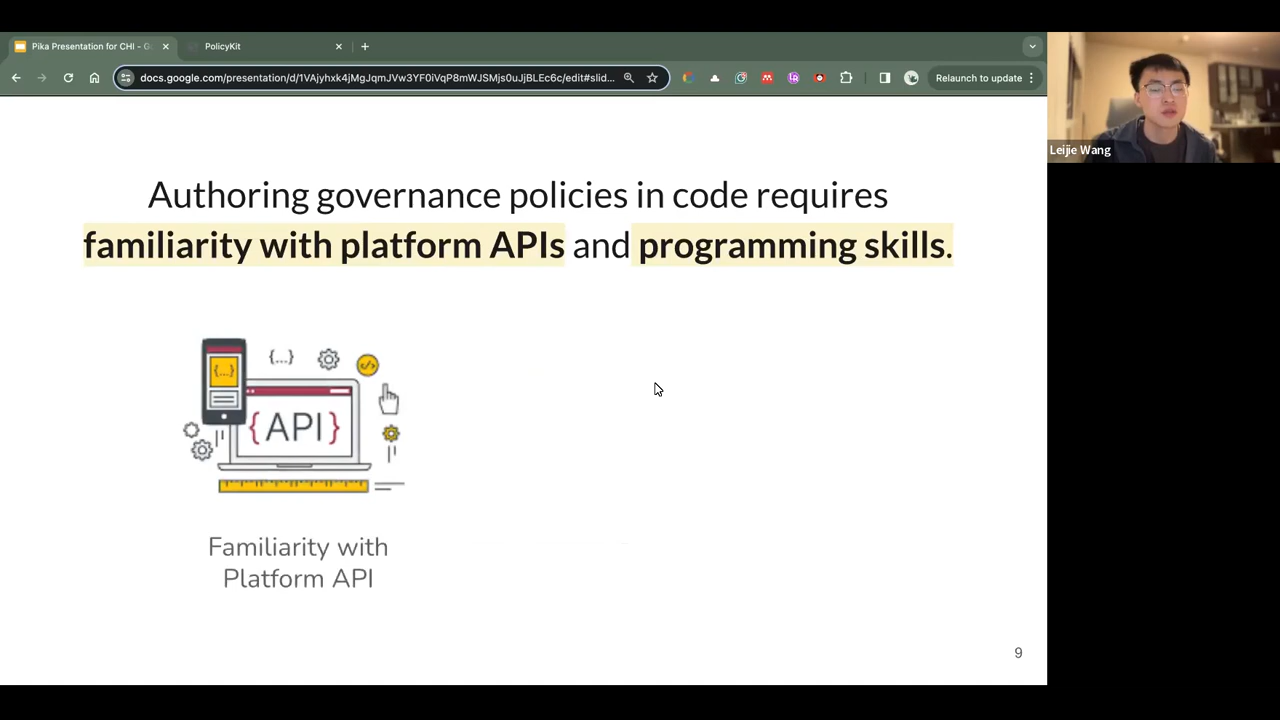 Pika Presentation for CHI - G
PolicyKit
docs.google.com/presentation/d/1VAjyhxk4jMgJqmJVw3YF0iVqP8mWJSMjs0uJjBLEc6c/edit#slid...
Relaunch to update
Leijie Wang
Authoring governance policies in code requires
familiarity with platform APIs and programming skills.
{...}
{...}
</>
{API}
Familiarity with
Platform API
9